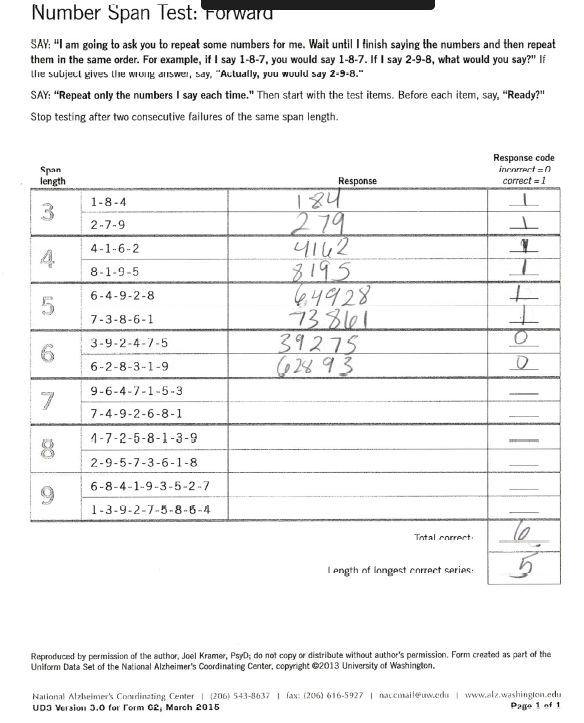 Number Span Test: Forward
SAY: "I am going to ask you to repeat some numbers for me. Wait until I finish saying the numbers and then repeat
them in the same order. For example, if I say 1-8-7, you would say 1-8-7. If I say 2-9-8, what would you say?" If
the subject gives the wrong answer, say, "Actually, you would say 2-9-8."
SAY: "Repeat only the numbers I say each time." Then start with the test items. Before each item, say, "Ready?"
Stop testing after two consecutive failures of the same span length.
Response code
Span incorrect = 0
length Response correct = 1
3 1-8-4 184 1
2-7-9 279 1
4 4-1-6-2 4162 1
8-1-9-5 8195 1
5 6-4-9-2-8 64928 1
7-3-8-6-1 73861 1
6 3-9-2-4-7-5 39275 0
6-2-8-3-1-9 62893 0
7 9-6-4-7-1-5-3
7-4-9-2-6-8-1
8 4-7-2-5-8-1-3-9
2-9-5-7-3-6-1-8
9 6-8-4-1-9-3-5-2-7
1-3-9-2-7-5-8-6-4
Total correct: 6
Length of longest correct series: 5
Reproduced by permission of the author, Joel Kramer, PsyD; do not copy or distribute without author's permission. Form created as part of the
Uniform Data Set of the National Alzheimer's Coordinating Center, copyright ©2013 University of Washington.
National Alzheimer's Coordinating Center | (206) 543-8637 | fax: (206) 616-5927 | naccmail@uw.edu | www.alz.washington.edu
UDS Version 3.0 for Form C2, March 2015 Page 1 of 1